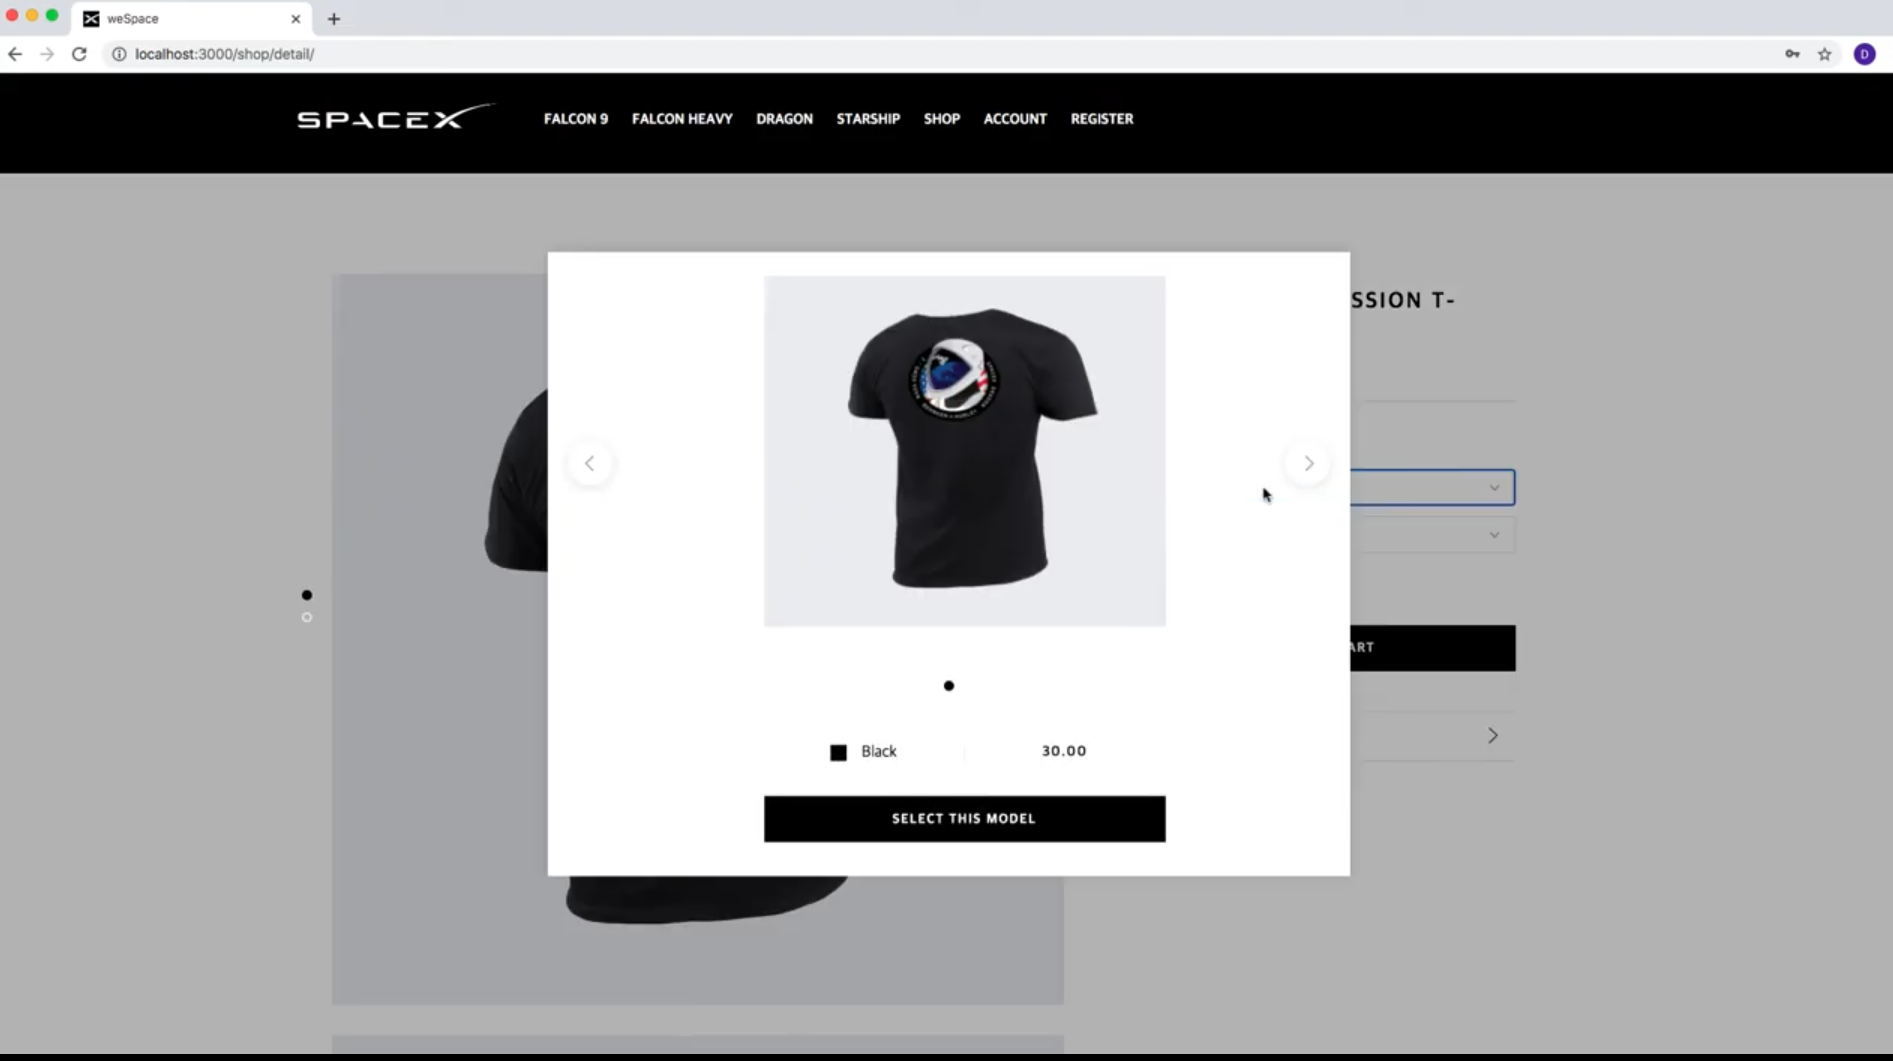 weSpace
localhost:3000/shop/detail/
D
SPACEX
FALCON 9 FALCON HEAVY DRAGON STARSHIP SHOP ACCOUNT REGISTER
SSION T-
ART
Black 30.00
SELECT THIS MODEL